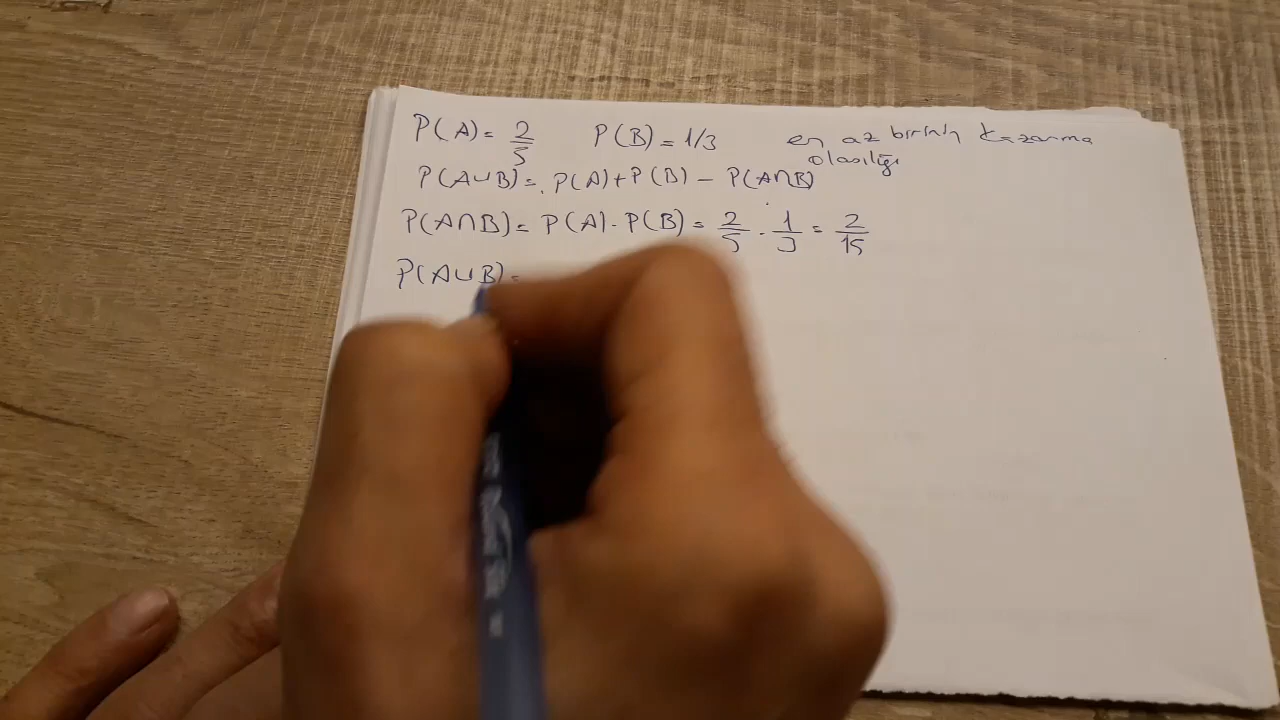 P(A)= 2/5 P(B)=1/3 en az birinin kazanma
olasılığı
P(A∪B)= P(A)+P(B) - P(A∩B)
P(A∩B)= P(A).P(B)= 2/5 . 1/3 = 2/15
P(A∪B)=